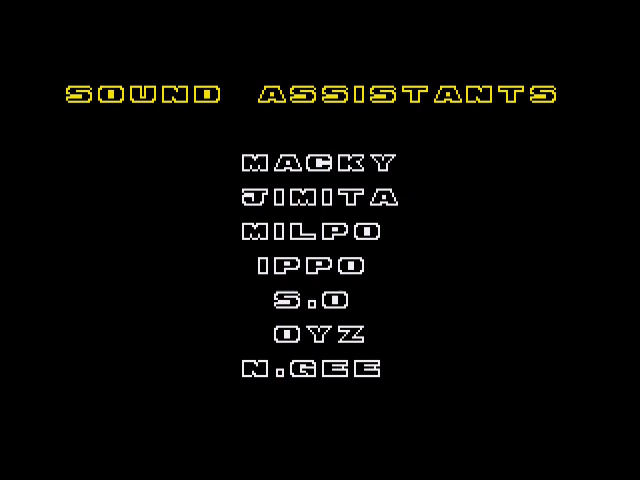 SOUND ASSISTANTS
MACKY
JIMITA
MILPO
IPPO
S.O
OYZ
N.GEE